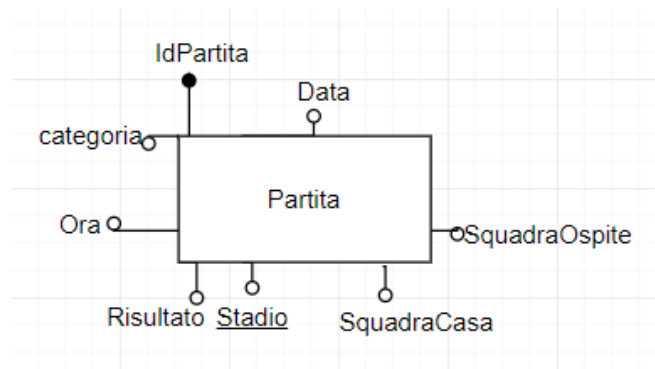 IdPartita
Data
categoria
Partita
Ora
SquadraOspite
Risultato Stadio
SquadraCasa